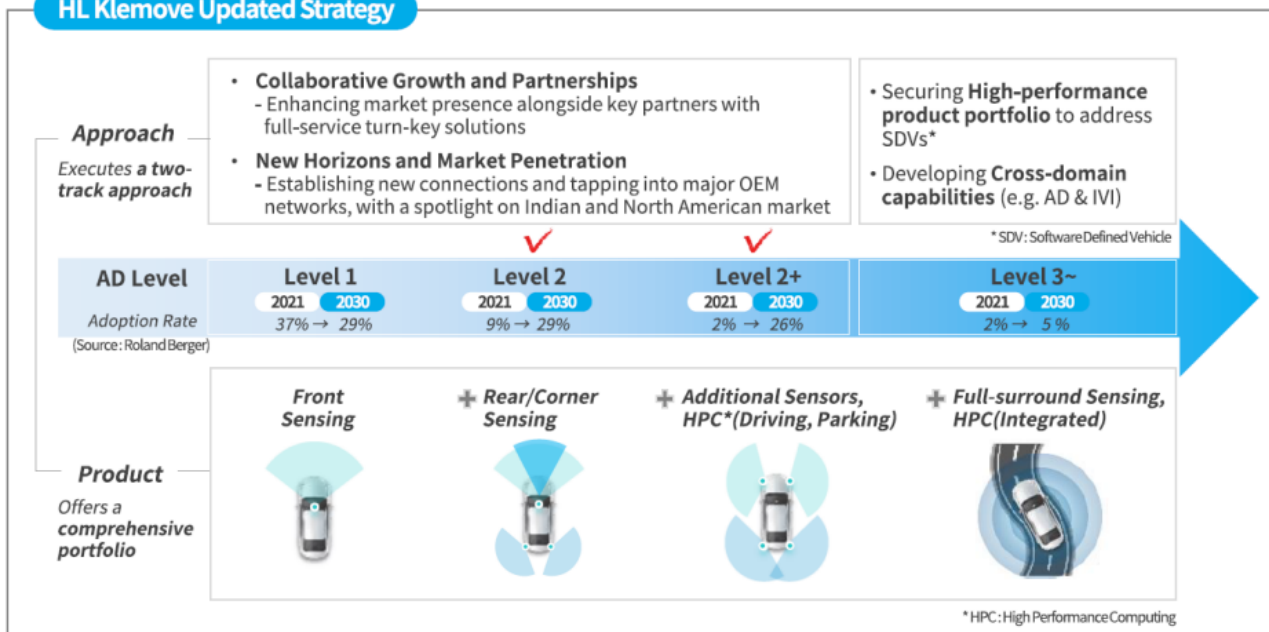 HL Klemove Updated Strategy
Approach
Executes a two-
track approach
• Collaborative Growth and Partnerships
- Enhancing market presence alongside key partners with
full-service turn-key solutions
• New Horizons and Market Penetration
- Establishing new connections and tapping into major OEM
networks, with a spotlight on Indian and North American market
• Securing High-performance
product portfolio to address
SDVs*
• Developing Cross-domain
capabilities (e.g. AD & IVI)
* SDV : Software Defined Vehicle
AD Level
Adoption Rate
(Source : Roland Berger)
Level 1
2021 2030
37% → 29%
Level 2
2021 2030
9% → 29%
Level 2+
2021 2030
2% → 26%
Level 3~
2021 2030
2% → 5 %
Product
Offers a
comprehensive
portfolio
Front
Sensing
+ Rear/Corner
Sensing
+ Additional Sensors,
HPC*(Driving, Parking)
+ Full-surround Sensing,
HPC(Integrated)
* HPC : High Performance Computing